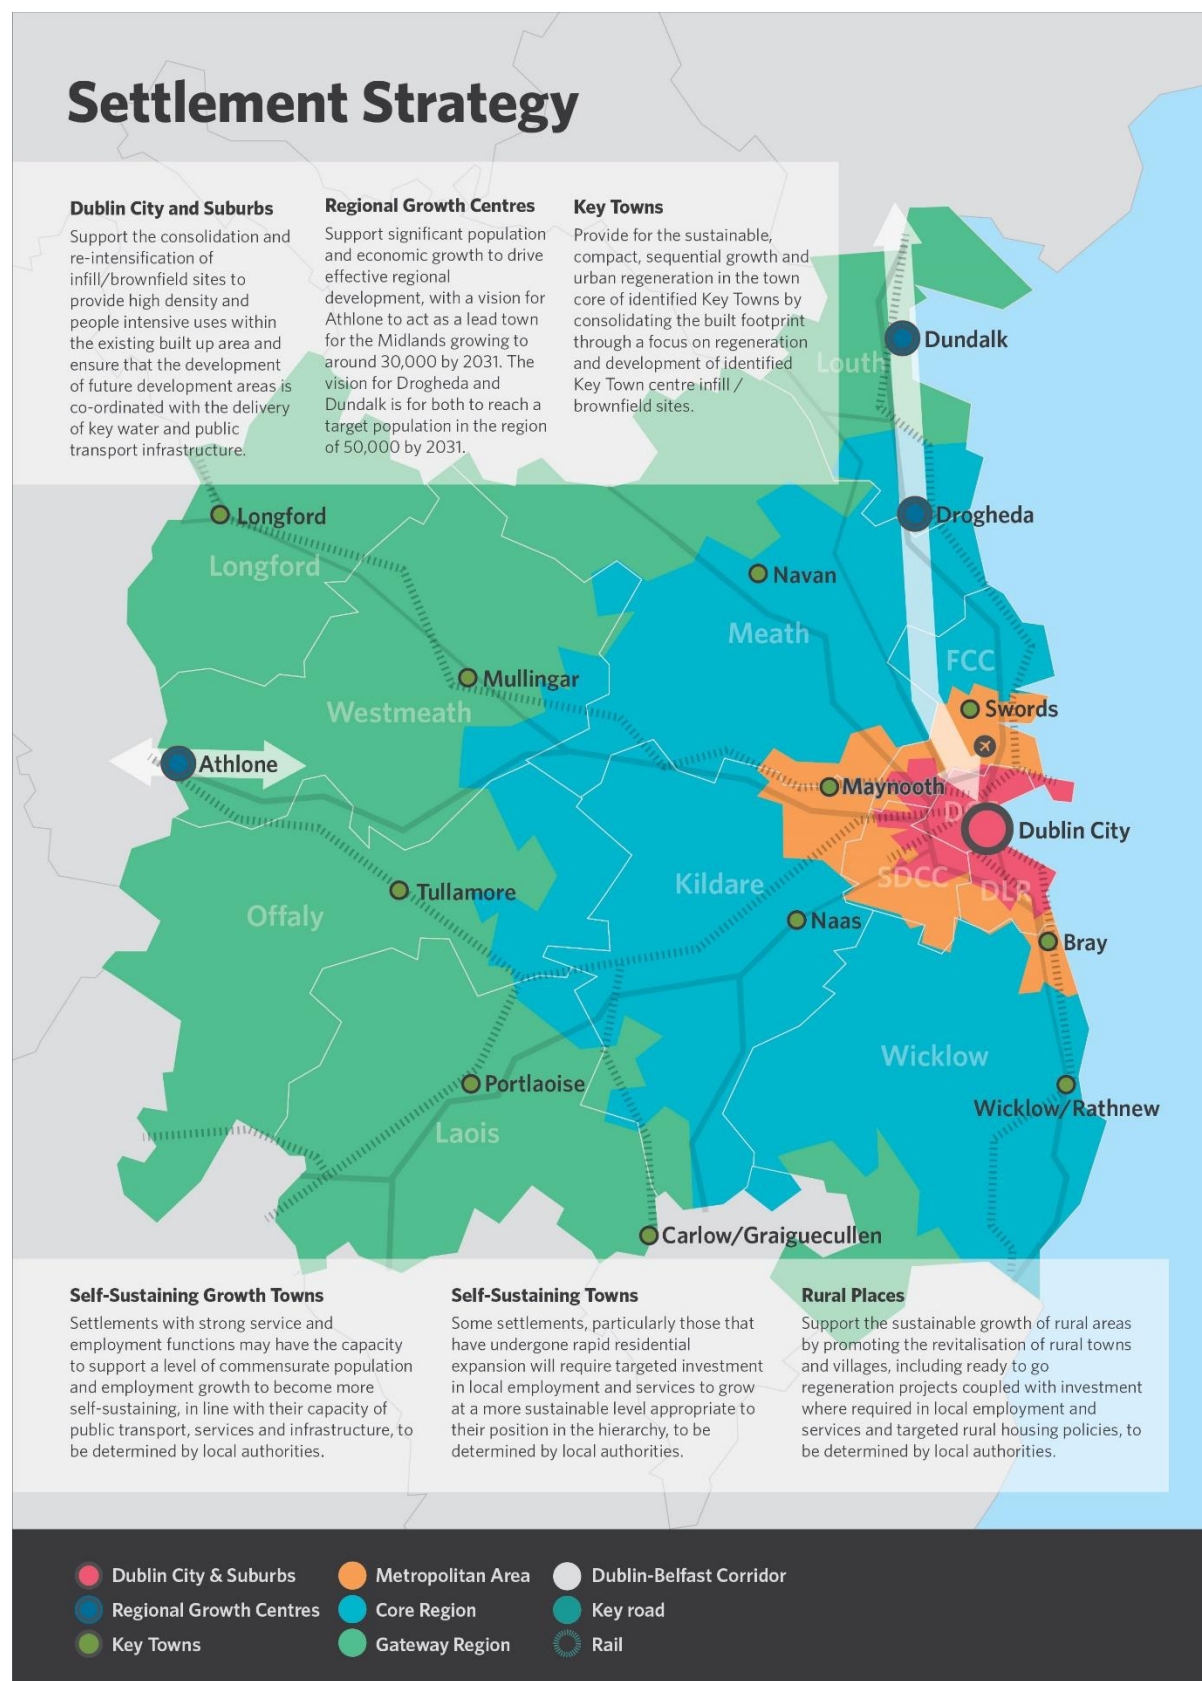 Settlement Strategy
Dublin City and Suburbs
Support the consolidation and
re-intensification of
infill/brownfield sites to
provide high density and
people intensive uses within
the existing built up area and
ensure that the development
of future development areas is
co-ordinated with the delivery
of key water and public
transport infrastructure.
Regional Growth Centres
Support significant population
and economic growth to drive
effective regional
development, with a vision for
Athlone to act as a lead town
for the Midlands growing to
around 30,000 by 2031. The
vision for Drogheda and
Dundalk is for both to reach a
target population in the region
of 50,000 by 2031.
Key Towns
Provide for the sustainable,
compact, sequential growth and
urban regeneration in the town
core of identified Key Towns by
consolidating the built footprint
through a focus on regeneration
and development of identified
Key Town centre infill /
brownfield sites.
Dundalk
Louth
Longford
Drogheda
Longford
Navan
Meath
FCC
Mullingar
Swords
Westmeath
Athlone
Maynooth
Dublin City
Kildare
SDCC
DLR
Tullamore
Offaly
Naas
Bray
Wicklow
Portlaoise
Wicklow/Rathnew
Laois
Carlow/Graiguecullen
Self-Sustaining Growth Towns
Settlements with strong service and
employment functions may have the capacity
to support a level of commensurate population
and employment growth to become more
self-sustaining, in line with their capacity of
public transport, services and infrastructure, to
be determined by local authorities.
Self-Sustaining Towns
Some settlements, particularly those that
have undergone rapid residential
expansion will require targeted investment
in local employment and services to grow
at a more sustainable level appropriate to
their position in the hierarchy, to be
determined by local authorities.
Rural Places
Support the sustainable growth of rural areas
by promoting the revitalisation of rural towns
and villages, including ready to go
regeneration projects coupled with investment
where required in local employment and
services and targeted rural housing policies, to
be determined by local authorities.
Dublin City & Suburbs
Regional Growth Centres
Key Towns
Metropolitan Area
Core Region
Gateway Region
Dublin-Belfast Corridor
Key road
Rail